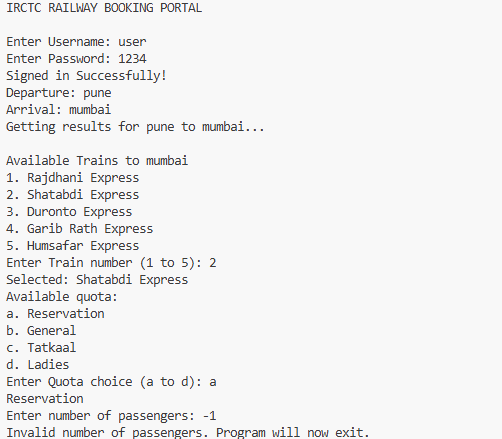 IRCTC RAILWAY BOOKING PORTAL
Enter Username: user
Enter Password: 1234
Signed in Successfully!
Departure: pune
Arrival: mumbai
Getting results for pune to mumbai...
Available Trains to mumbai
1. Rajdhani Express
2. Shatabdi Express
3. Duronto Express
4. Garib Rath Express
5. Humsafar Express
Enter Train number (1 to 5): 2
Selected: Shatabdi Express
Available quota:
a. Reservation
b. General
c. Tatkaal
d. Ladies
Enter Quota choice (a to d): a
Reservation
Enter number of passengers: -1
Invalid number of passengers. Program will now exit.